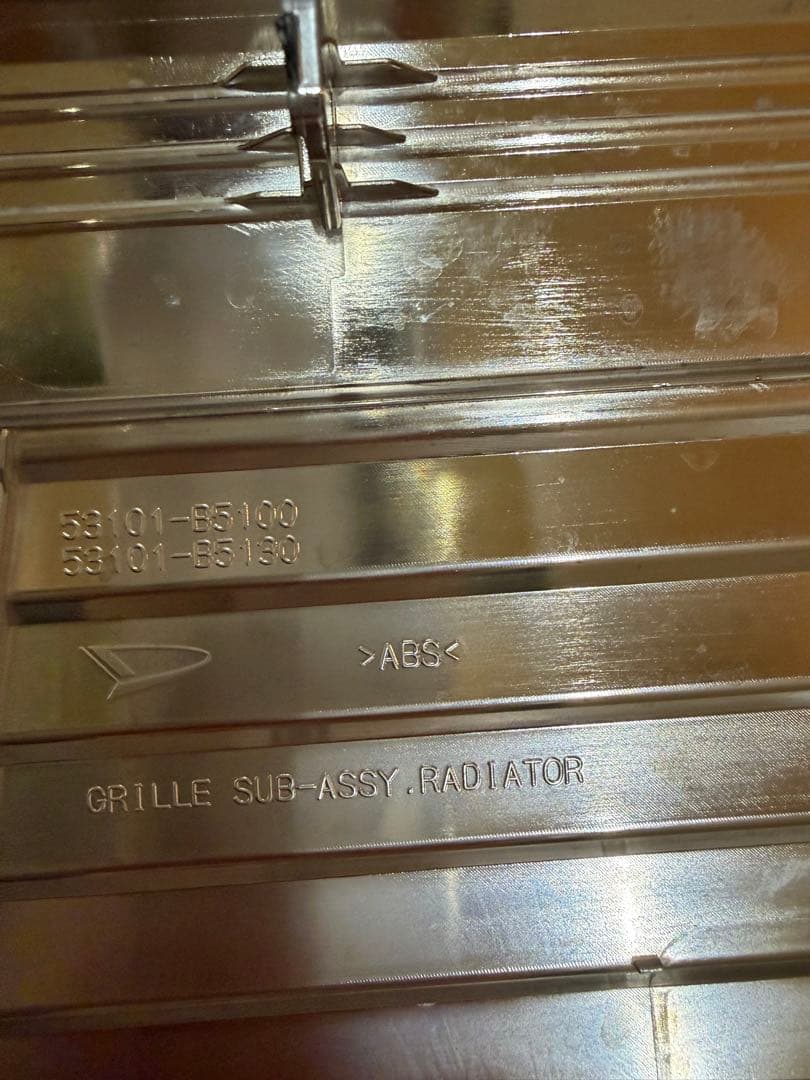 53101-B5100
53101-B5130
>ABS<
GRILLE SUB-ASSY.RADIATOR